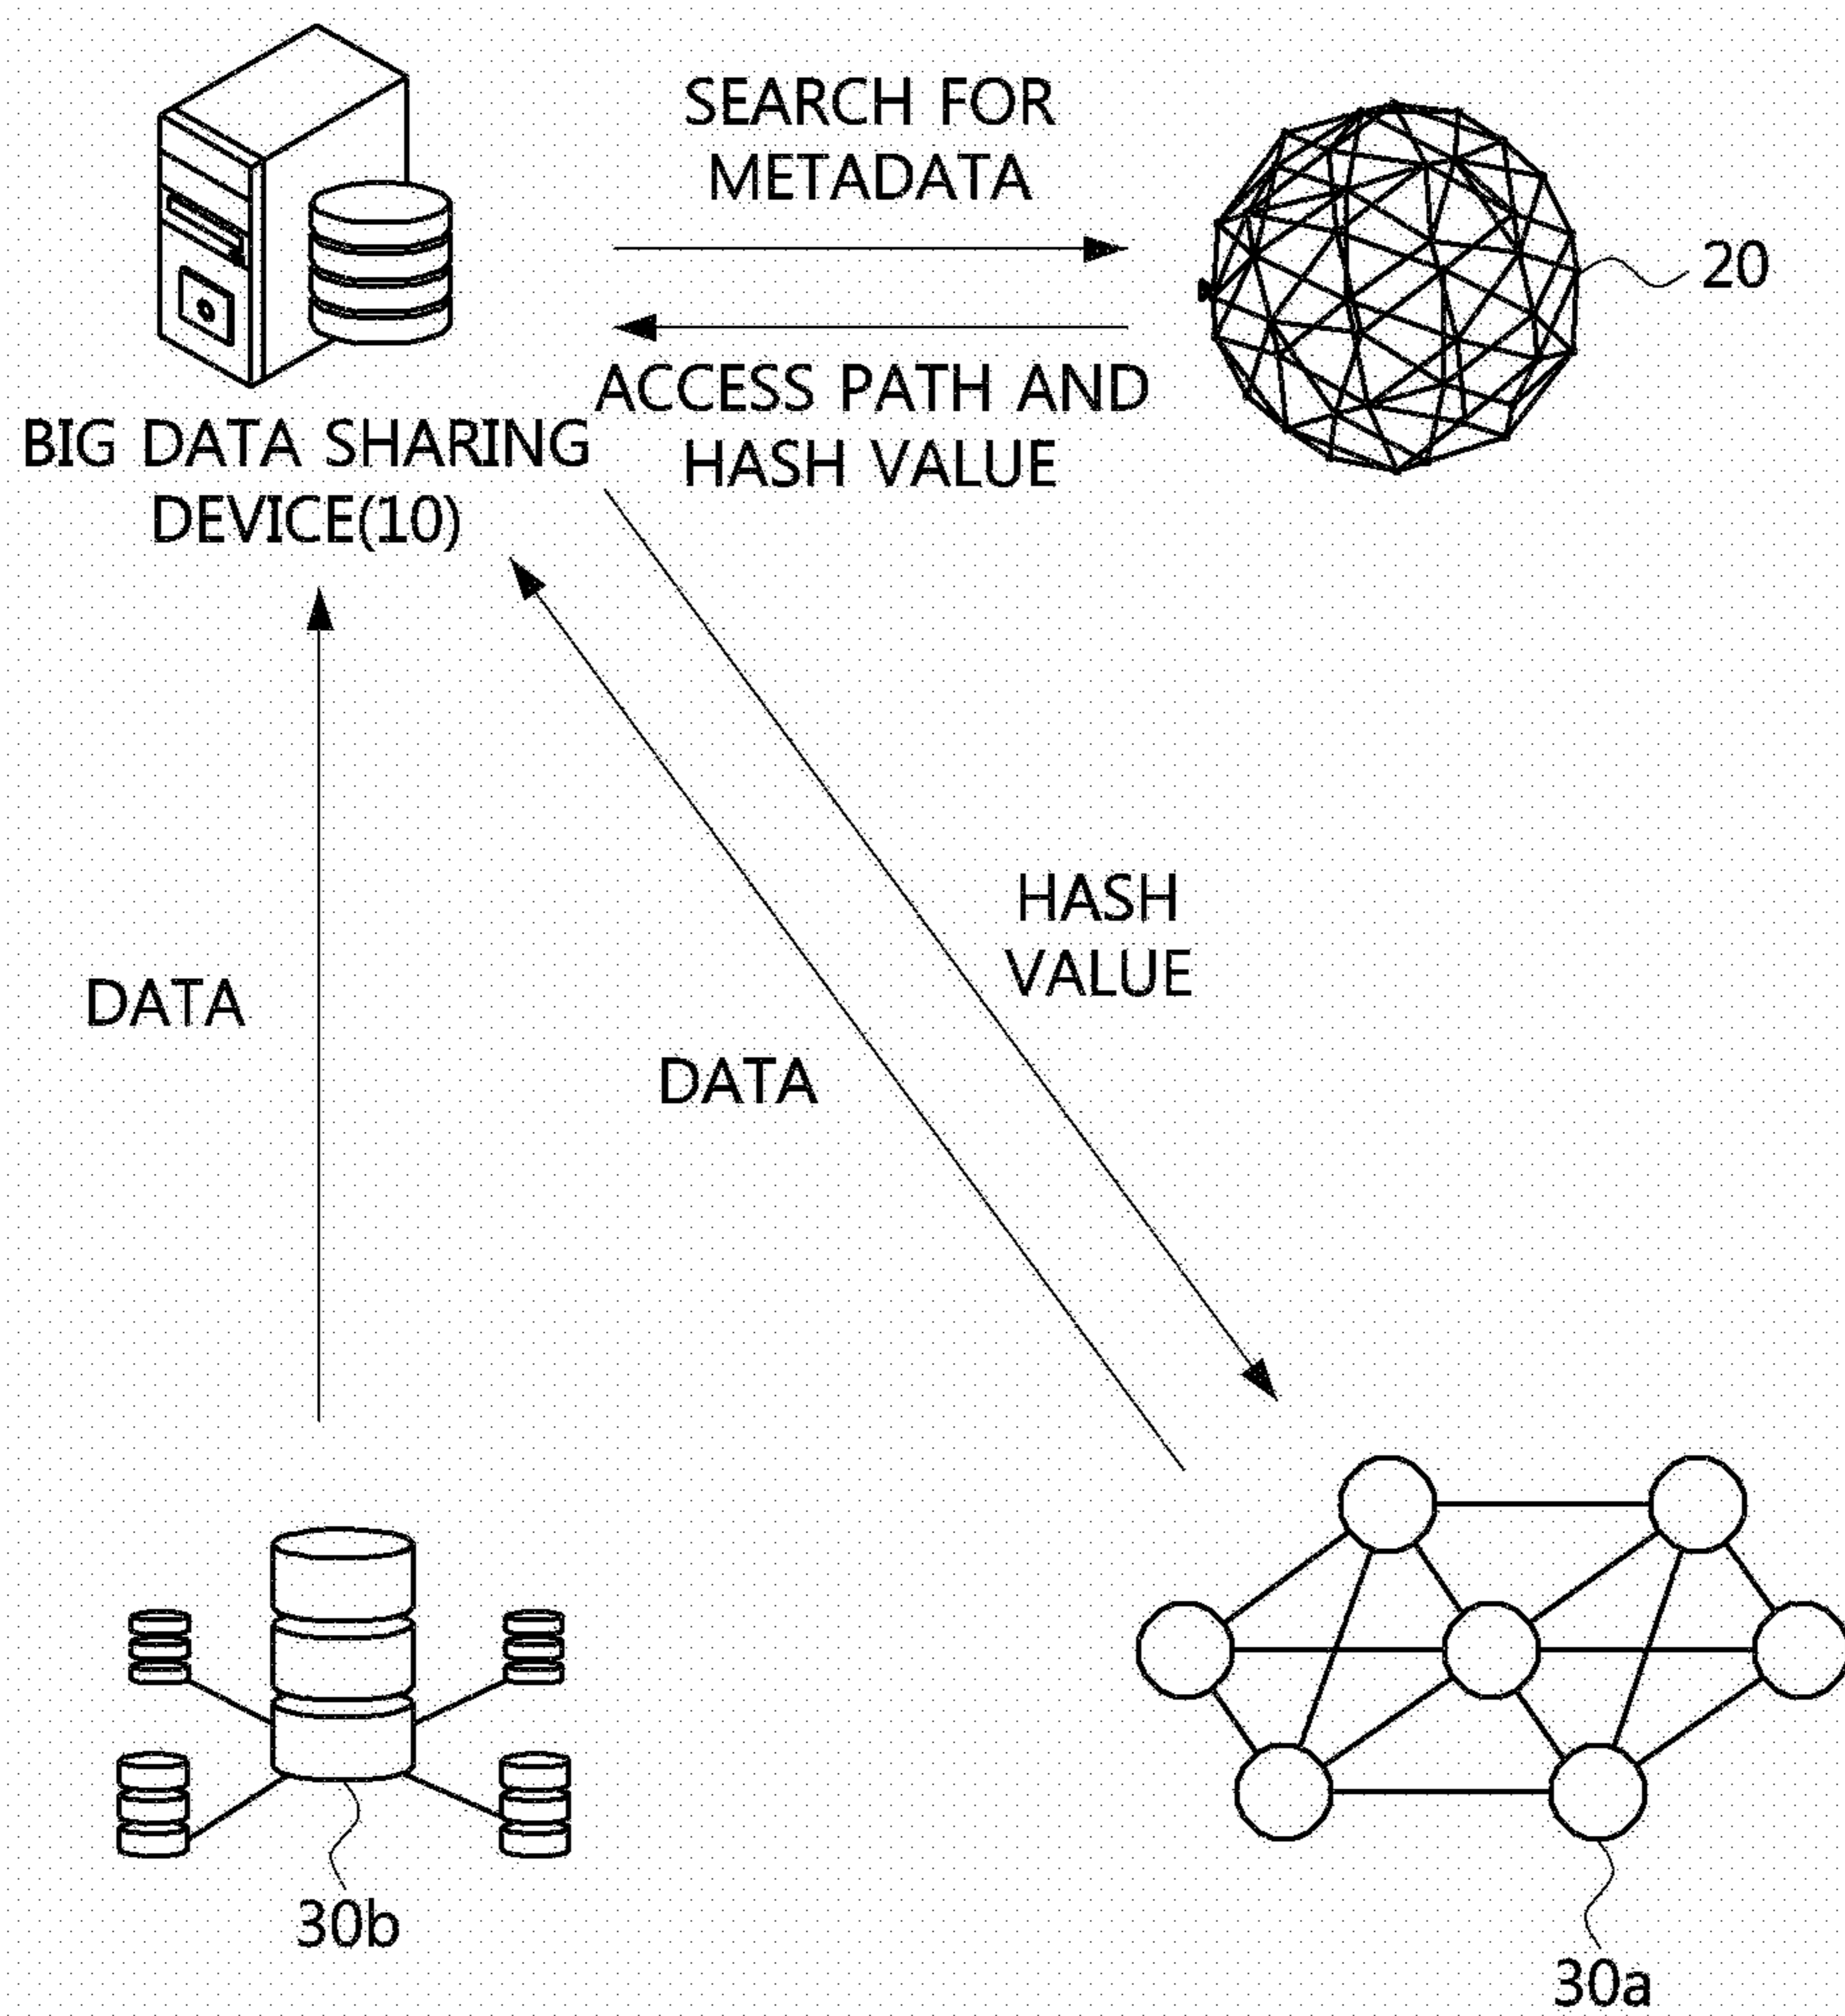 SEARCH FOR
METADATA
20
ACCESS PATH AND
HASH VALUE
BIG DATA SHARING
DEVICE(10)
HASH
VALUE
DATA
DATA
30b
30a